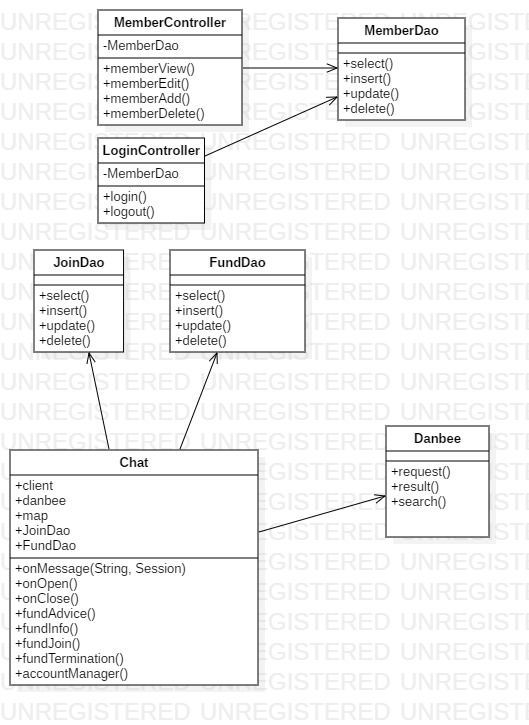 MemberController
-MemberDao
+memberView()
+memberEdit()
+memberAdd()
+memberDelete()
MemberDao
+select()
+insert()
+update()
+delete()
LoginController
-MemberDao
+login()
+logout()
JoinDao
+select()
+insert()
+update()
+delete()
FundDao
+select()
+insert()
+update()
+delete()
Danbee
+request()
+result()
+search()
Chat
+client
+danbee
+map
+JoinDao
+FundDao
+onMessage(String, Session)
+onOpen()
+onClose()
+fundAdvice()
+fundInfo()
+fundJoin()
+fundTermination()
+accountManager()
UNREGISTERED